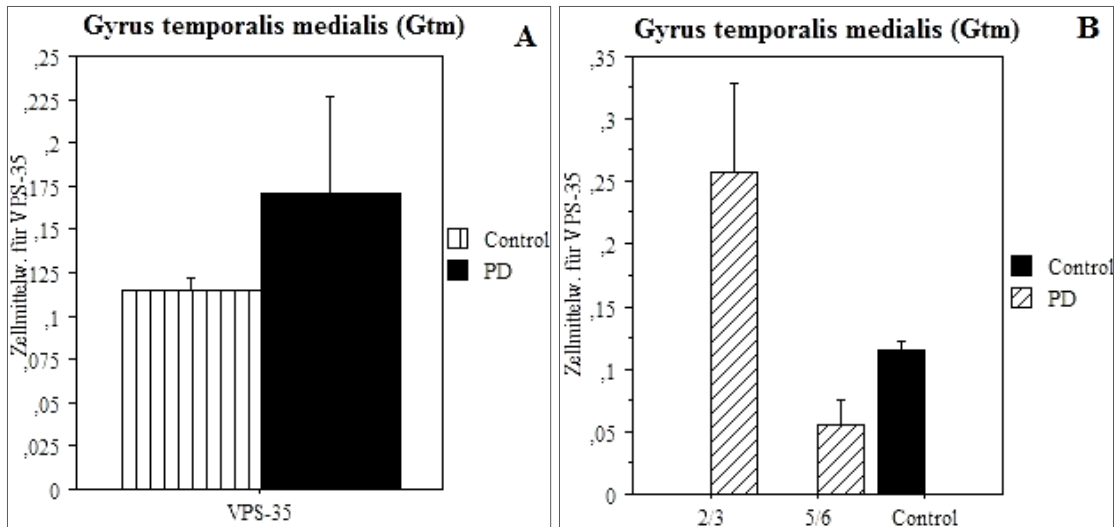 Gyrus temporalis medialis (Gtm)
A
Zellmittelw. für VPS-35
,25
,225
,2
,175
,15
,125
,1
,075
,05
,025
0
VPS-35
Control
PD
Gyrus temporalis medialis (Gtm)
B
Zellmittelw. für VPS-35
,35
,3
,25
,2
,15
,1
,05
0
2/3
5/6
Control
Control
PD